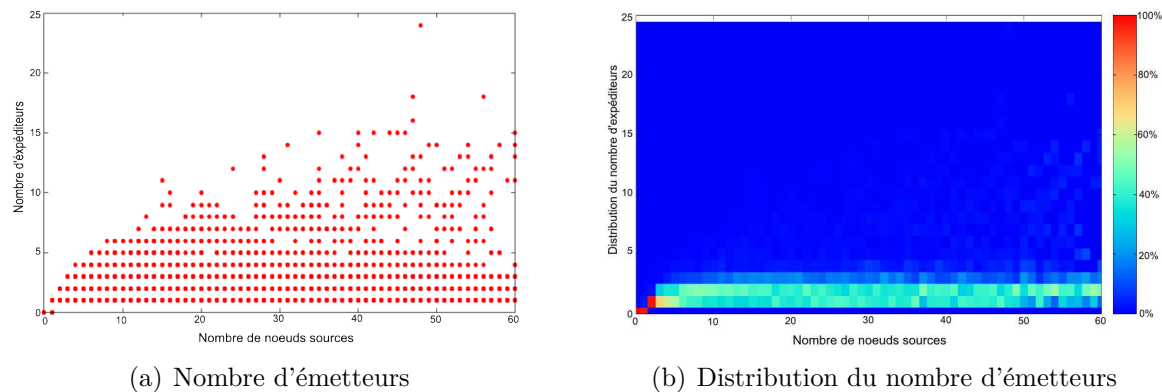 25
20
15
10
5
0
Nombre d'éxpéditeurs
0 10 20 30 40 50 60
Nombre de noeuds sources
(a) Nombre d'émetteurs
25
20
15
10
5
0
Distribution du nombre d'expéditeurs
10 20 30 40 50 60
Nombre de noeuds sources
100%
80%
60%
40%
20%
0%
(b) Distribution du nombre d'émetteurs